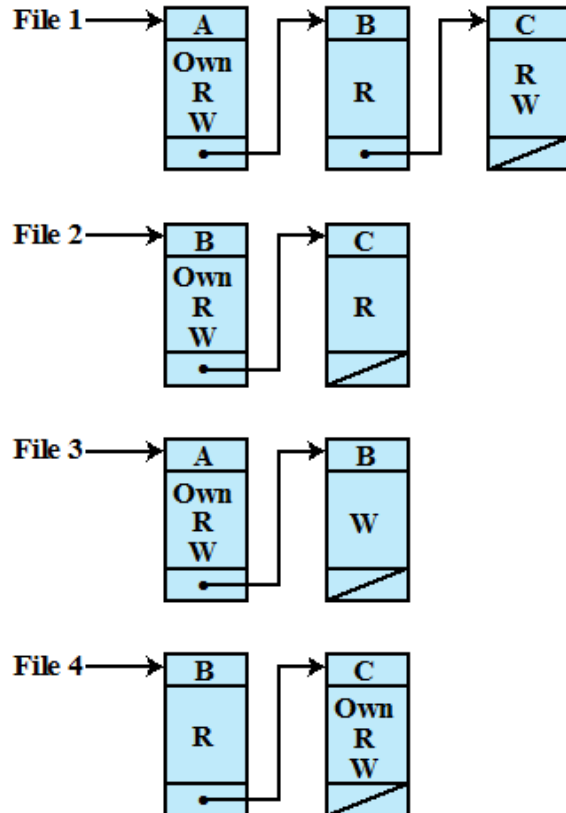 File 1 A B C
Own R R
R W
W
File 2 B C
Own R
R
W
File 3 A B
Own W
R
W
File 4 B C
R Own
R
W